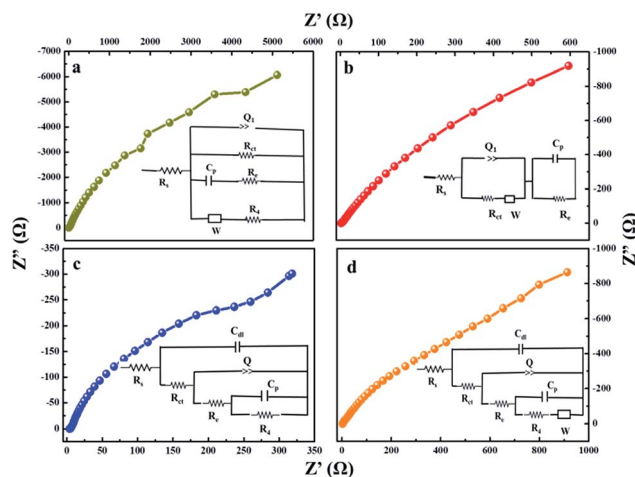 Z' (Ω)
0 1000 2000 3000 4000 5000 6000
0 100 200 300 400 500 600
-7000
-6000
-5000
-4000
-3000
-2000
-1000
0
a
Q1
Rct
Cp
Rs
Re
R4
W
-1000
-800
-600
-400
-200
0
b
Q1
Cp
Rs
Rct
W
Re
Z'' (Ω)
Z'' (Ω)
-350
-300
-250
-200
-150
-100
-50
0
c
Cdl
Q
Rs
Rct
Cp
Re
R4
-1000
-800
-600
-400
-200
0
d
Cdl
Q
Rs
Rct
Cp
Re
R4
W
0 50 100 150 200 250 300 350
0 200 400 600 800 1000
Z' (Ω)